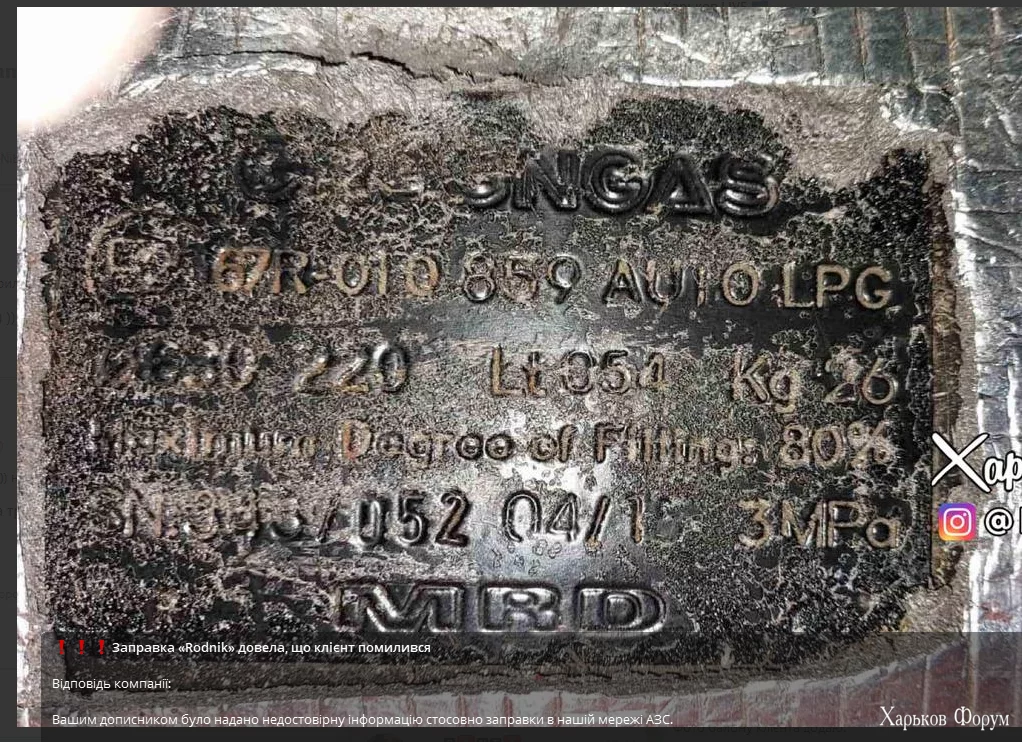 NGAS
67R-010 859 AUTO LPG
220 Lt 054 Kg 26
Maximum Degree of Filling: 80%
052 04/1 3MPa
MRD
Хар
@
❗❗❗Заправка «Rodnik» довела, що клієнт помилився
Відповідь компанії:
Вашим дописником було надано недостовірну інформацію стосовно заправки в нашій мережі АЗС.
Харьков Форум